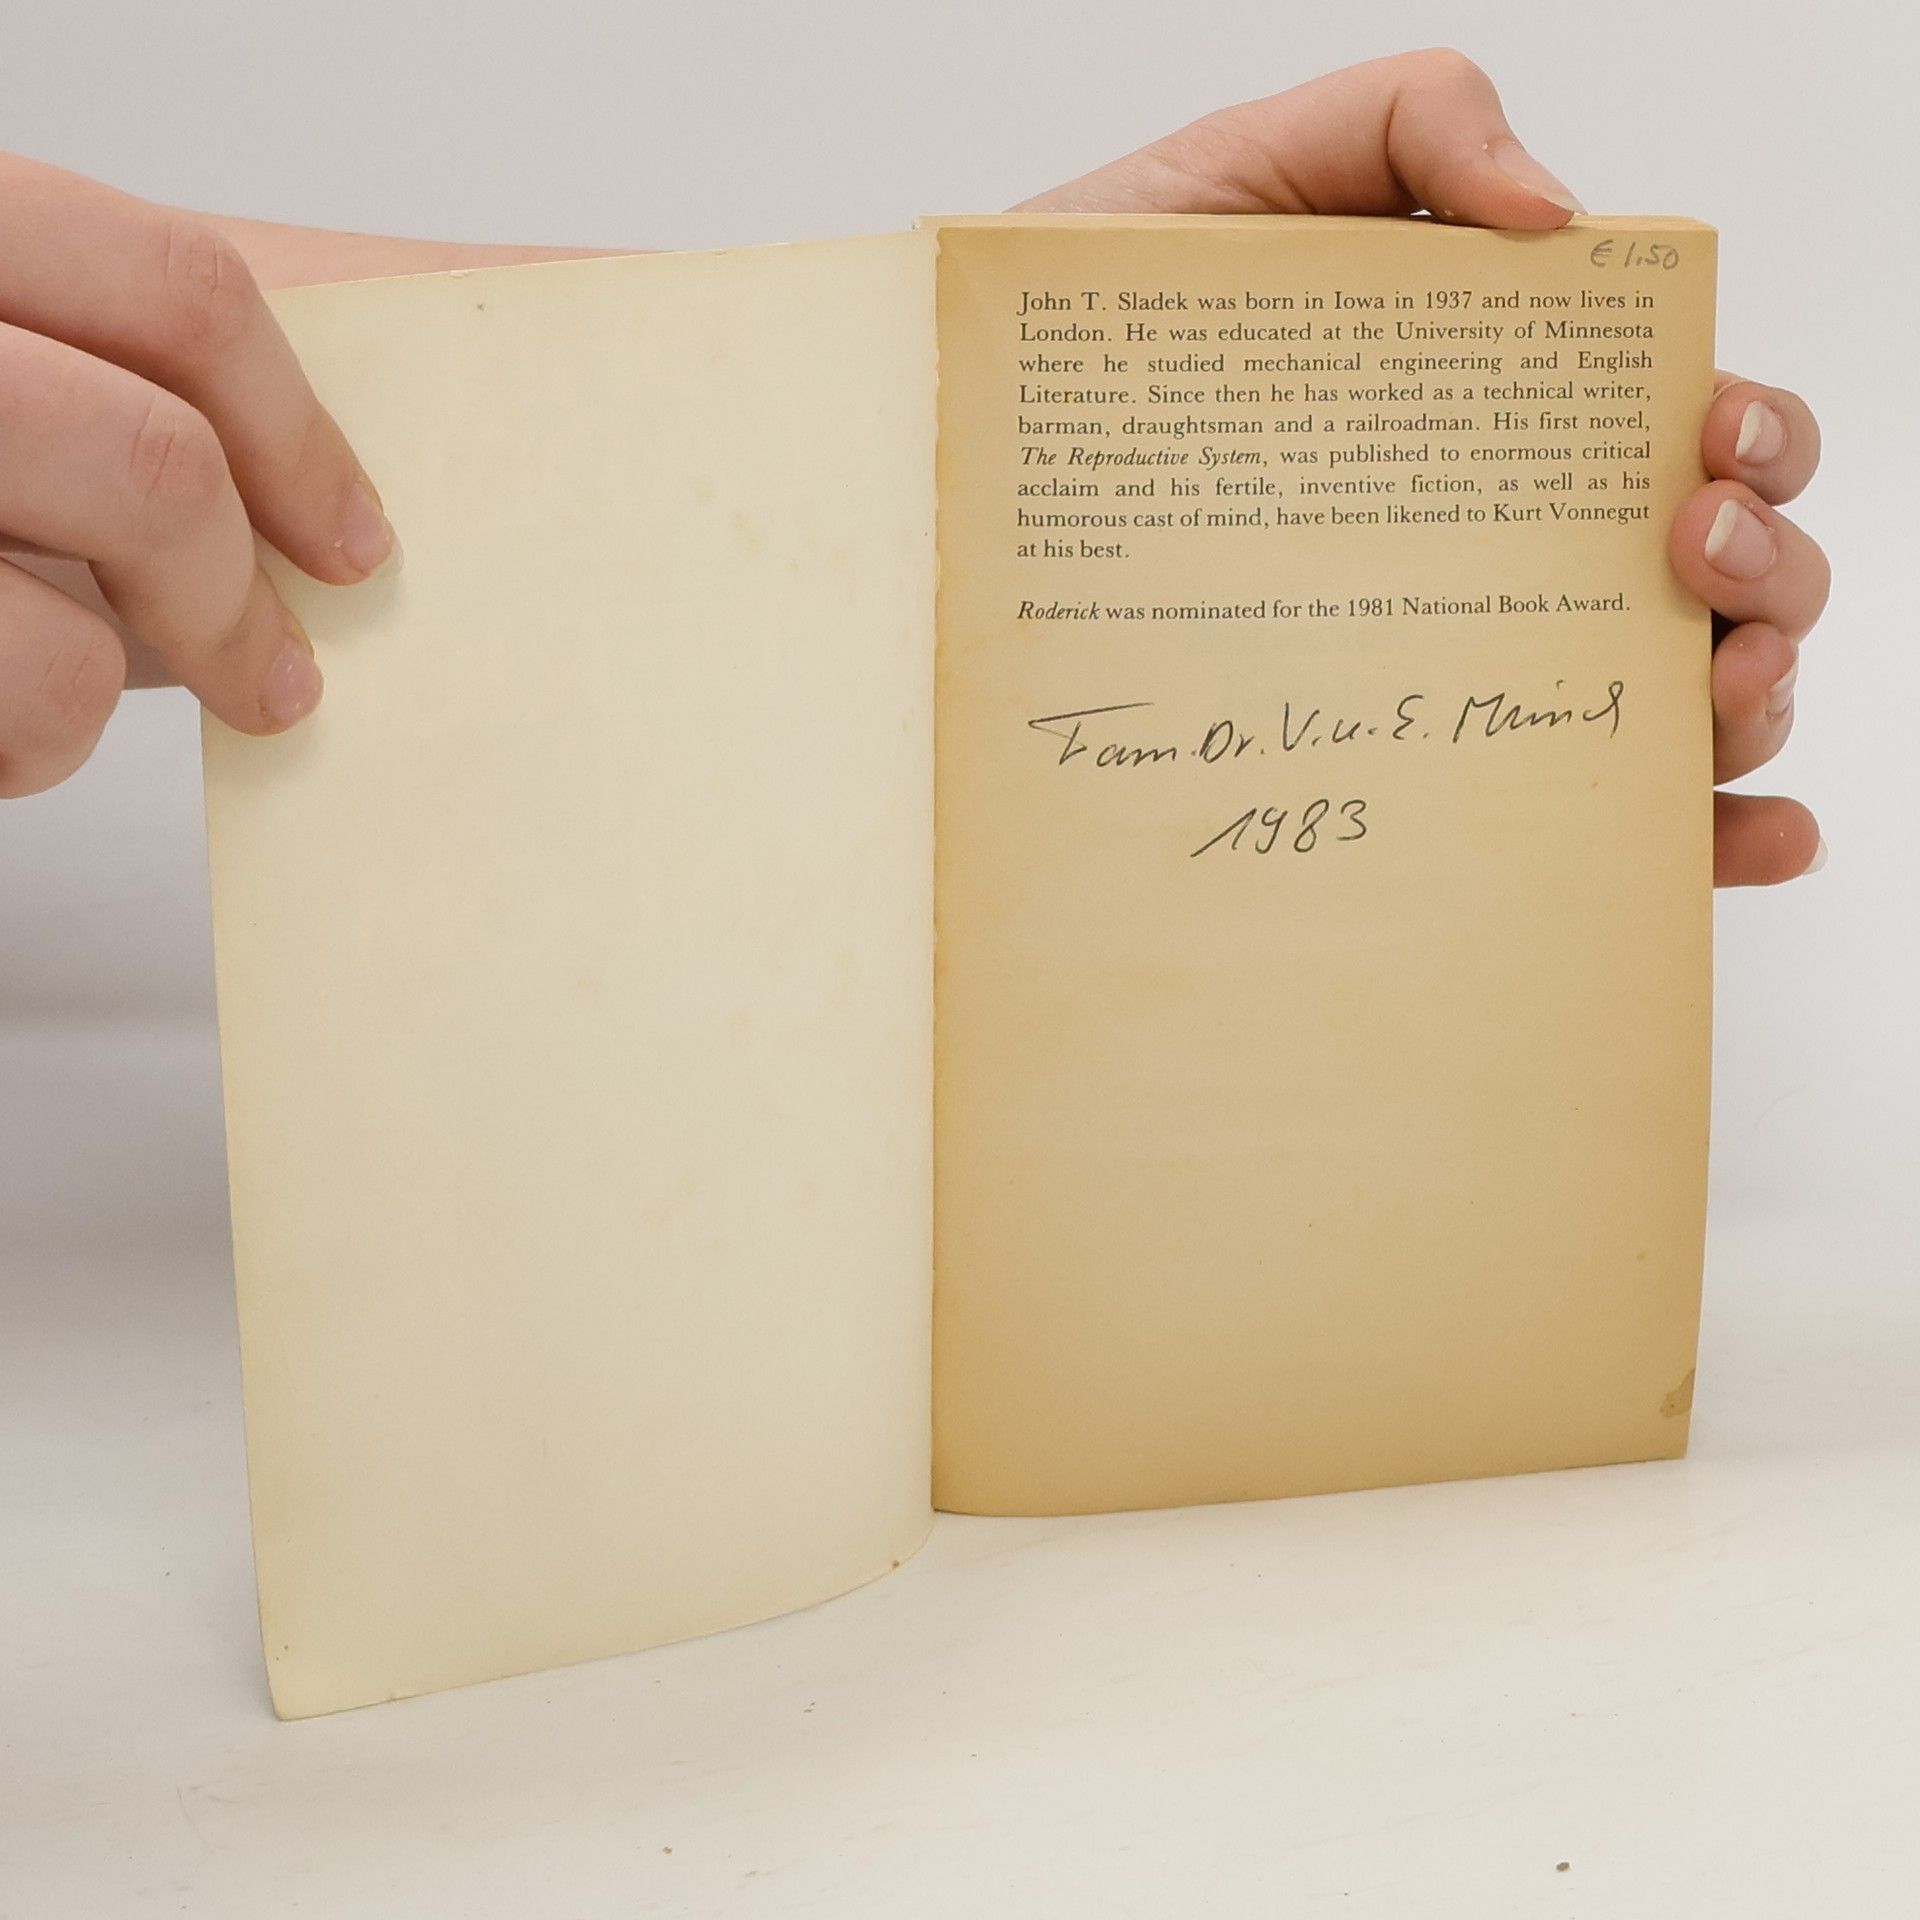 € 1,50
John T. Sladek was born in Iowa in 1937 and now lives in
London. He was educated at the University of Minnesota
where he studied mechanical engineering and English
Literature. Since then he has worked as a technical writer,
barman, draughtsman and a railroadman. His first novel,
The Reproductive System, was published to enormous critical
acclaim and his fertile, inventive fiction, as well as his
humorous cast of mind, have been likened to Kurt Vonnegut
at his best.
Roderick was nominated for the 1981 National Book Award.
Fam. Dr. V. u. E.
1983